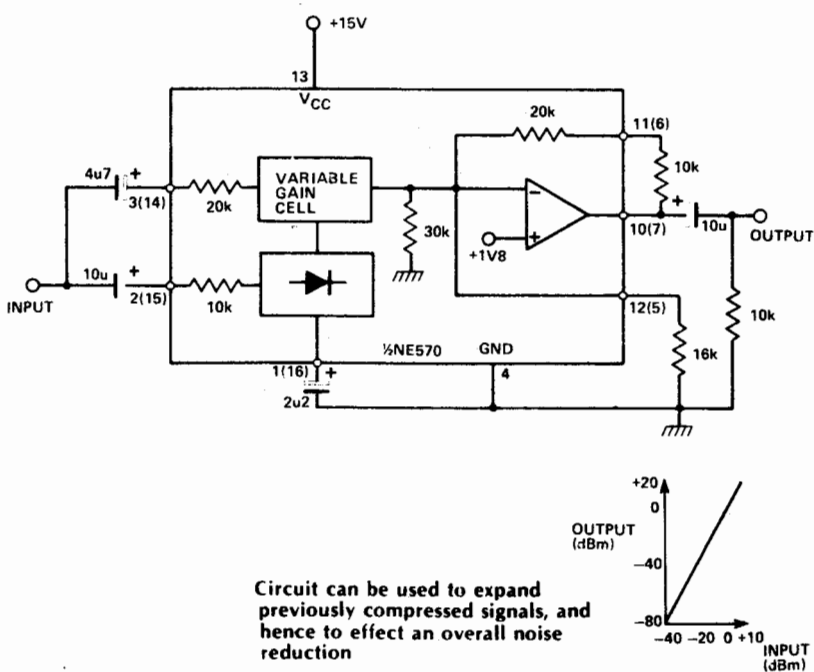 +15V
13
VCC
20k
11(6)
4u7
+
3(14)
20k
VARIABLE
GAIN
CELL
10k
−
+
10(7)
10u
OUTPUT
30k
+1V8
+
10u
+
2(15)
INPUT
10k
12(5)
10k
16k
½NE570
GND
1(16)
+
4
2u2
+20
0
OUTPUT
(dBm)
−40
−80
−40 −20 0 +10
INPUT
(dBm)
Circuit can be used to expand
previously compressed signals, and
hence to effect an overall noise
reduction